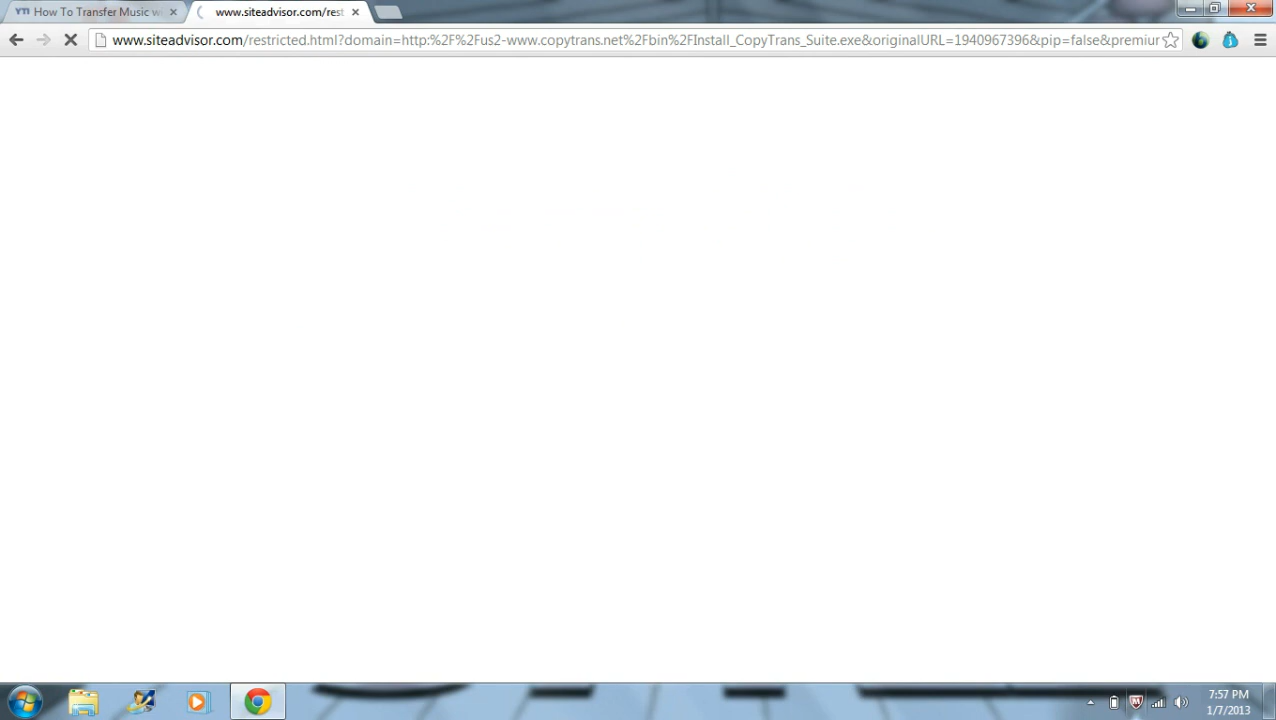 YTI How To Transfer Music w
www.siteadvisor.com/rest
www.siteadvisor.com/restricted.html?domain=http:%2F%2Fus2-www.copytrans.net%2Fbin%2FInstall_CopyTrans_Suite.exe&originalURL=1940967396&pip=false&premiur
7:57 PM
1/7/2013